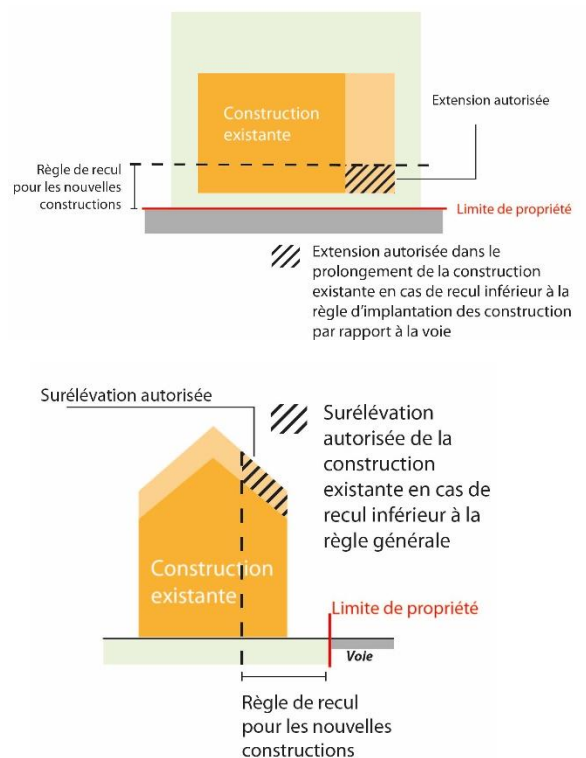 Construction
existante
Extension autorisée
Règle de recul
pour les nouvelles
constructions
Limite de propriété
Extension autorisée dans le
prolongement de la construction
existante en cas de recul inférieur à la
règle d'implantation des construction
par rapport à la voie
Surélévation autorisée
Surélévation
autorisée de la
construction
existante en cas de
recul inférieur à la
règle générale
Construction
existante
Limite de propriété
Voie
Règle de recul
pour les nouvelles
constructions